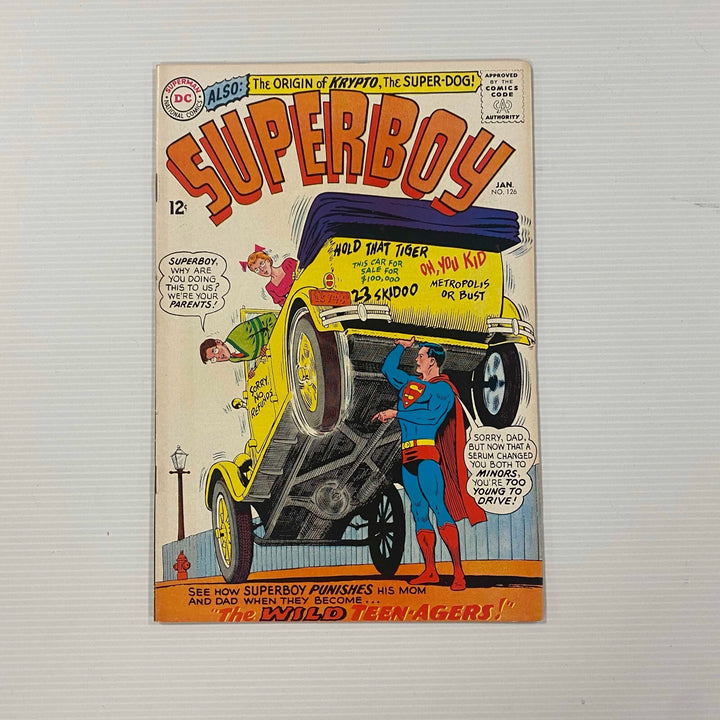 SUPERMAN
DC
NATIONAL COMICS
ALSO: THE ORIGIN of KRYPTO, THE SUPER-DOG!
APPROVED
BY THE
COMICS
CODE
CA
AUTHORITY
SUPERBOY
12¢
JAN.
NO. 126
SUPERBOY,
WHY ARE
YOU DOING
THIS TO US?
WE'RE YOUR
PARENTS!
HOLD THAT TIGER
THIS CAR FOR
SALE FOR
$100,000
OH, YOU KID
23 SKIDOO
METROPOLIS
OR BUST
SORRY,
NO
REFUNDS
SORRY, DAD,
BUT NOW THAT A
SERUM CHANGED
YOU BOTH TO
MINORS,
YOU'RE TOO
YOUNG TO
DRIVE!
S
SEE HOW SUPERBOY PUNISHES HIS MOM
AND DAD WHEN THEY BECOME...
"The WILD TEEN-AGERS!"